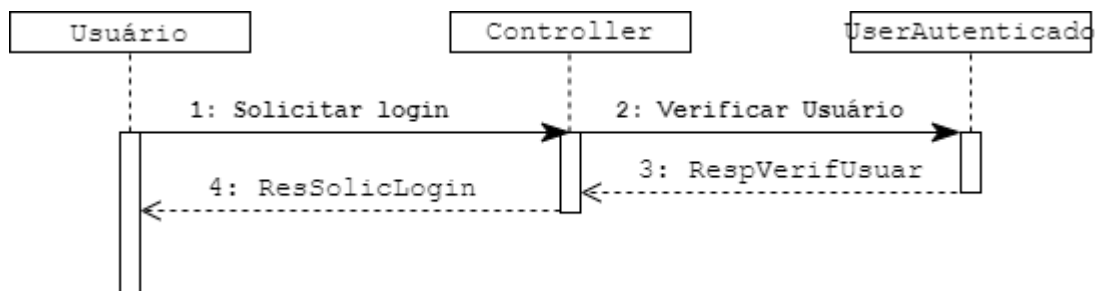 Usuário
Controller
UserAutenticado
1: Solicitar login
2: Verificar Usuário
3: RespVerifUsuar
4: ResSolicLogin